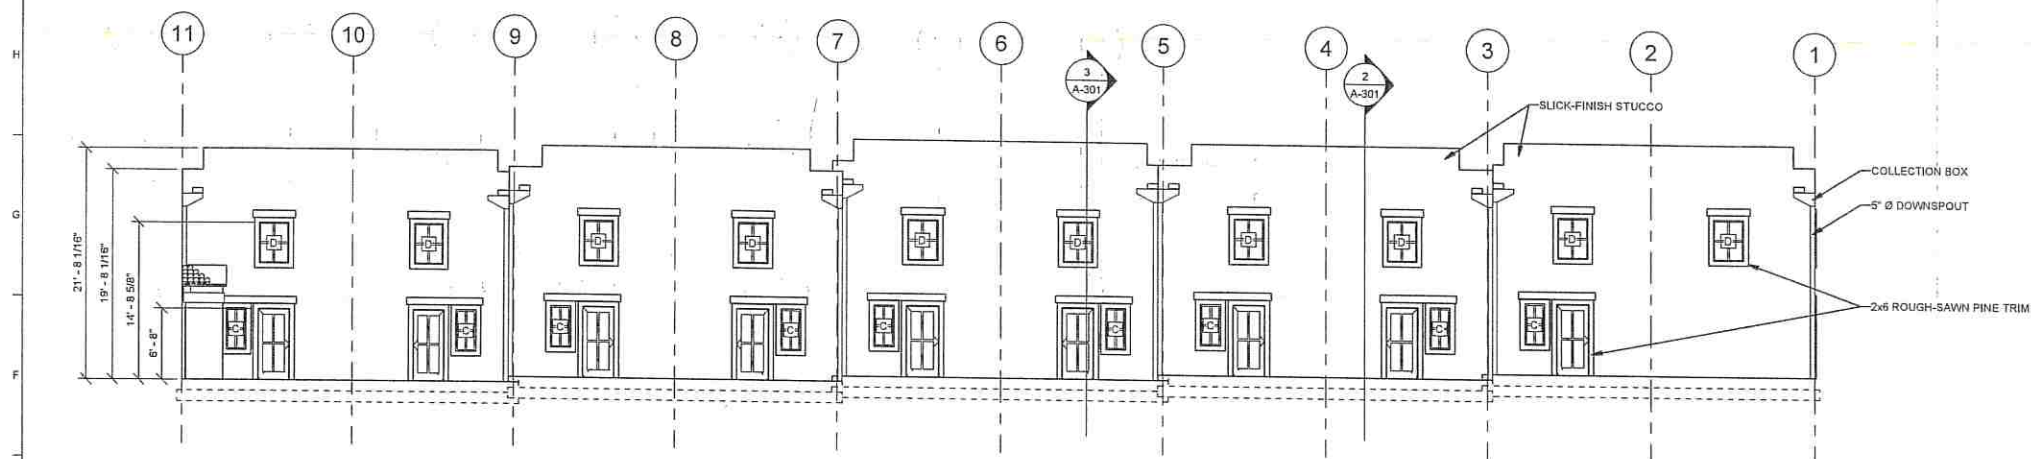 11
10
9
8
7
6
5
4
3
2
1
H
3
A-301
2
A-301
SLICK-FINISH STUCCO
COLLECTION BOX
5" Ø DOWNSPOUT
G
D
D
D
D
D
D
D
D
D
D
21' - 8 1/16"
19' - 8 1/16"
14' - 8 5/8"
6' - 8"
2x6 ROUGH-SAWN PINE TRIM
C
C
C
C
C
C
C
C
C
F